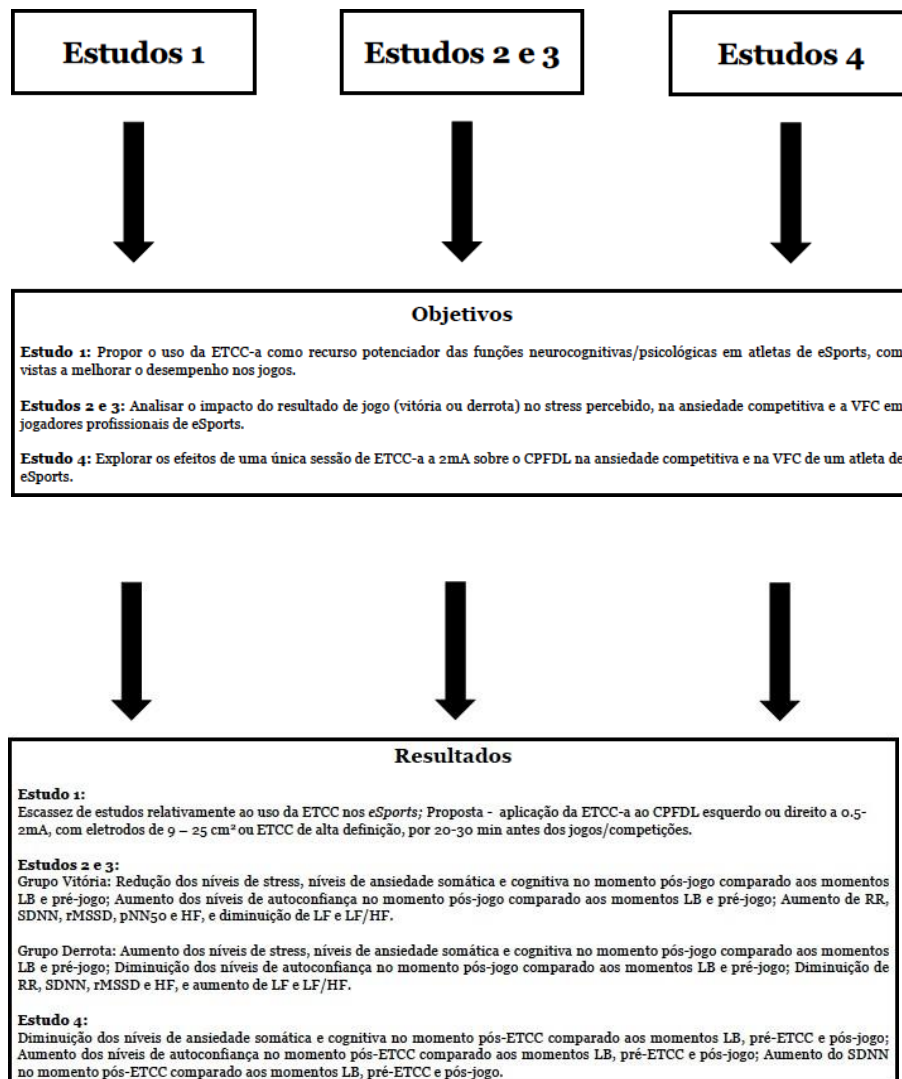 Estudos 1
Estudos 2 e 3
Estudos 4
Objetivos
Estudo 1: Propor o uso da ETCC-a como recurso potenciador das funções neurocognitivas/psicológicas em atletas de eSports, com
vistas a melhorar o desempenho nos jogos.
Estudos 2 e 3: Analisar o impacto do resultado de jogo (vitória ou derrota) no stress percebido, na ansiedade competitiva e a VFC em
jogadores profissionais de eSports.
Estudo 4: Explorar os efeitos de uma única sessão de ETCC-a a 2mA sobre o CPFDL na ansiedade competitiva e na VFC de um atleta de
eSports.
Resultados
Estudo 1:
Escassez de estudos relativamente ao uso da ETCC nos eSports; Proposta - aplicação da ETCC-a ao CPFDL esquerdo ou direito a 0.5-
2mA, com eletrodos de 9 – 25 cm² ou ETCC de alta definição, por 20-30 min antes dos jogos/competições.
Estudos 2 e 3:
Grupo Vitória: Redução dos níveis de stress, níveis de ansiedade somática e cognitiva no momento pós-jogo comparado aos momentos
LB e pré-jogo; Aumento dos níveis de autoconfiança no momento pós-jogo comparado aos momentos LB e pré-jogo; Aumento de RR,
SDNN, rMSSD, pNN50 e HF, e diminuição de LF e LF/HF.
Grupo Derrota: Aumento dos níveis de stress, níveis de ansiedade somática e cognitiva no momento pós-jogo comparado aos momentos
LB e pré-jogo; Diminuição dos níveis de autoconfiança no momento pós-jogo comparado aos momentos LB e pré-jogo; Diminuição de
RR, SDNN, rMSSD e HF, e aumento de LF e LF/HF.
Estudo 4:
Diminuição dos níveis de ansiedade somática e cognitiva no momento pós-ETCC comparado aos momentos LB, pré-ETCC e pós-jogo;
Aumento dos níveis de autoconfiança no momento pós-ETCC comparado aos momentos LB, pré-ETCC e pós-jogo; Aumento do SDNN
no momento pós-ETCC comparado aos momentos LB, pré-ETCC e pós-jogo.